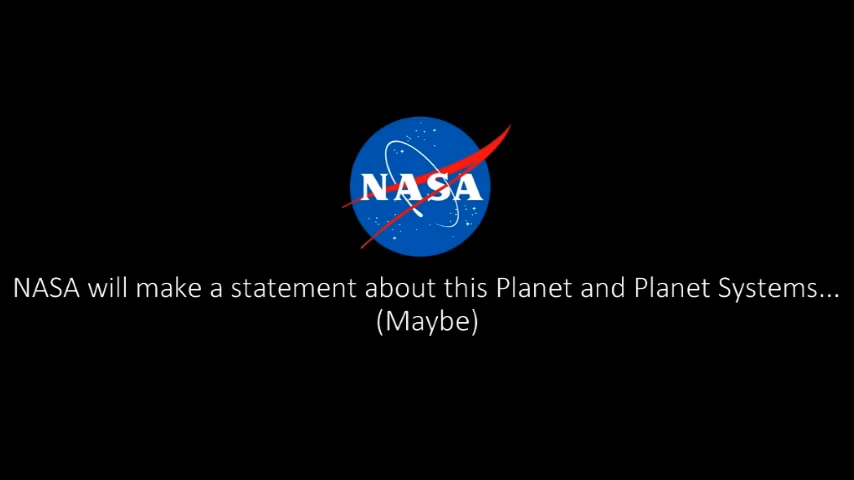 NASA
NASA will make a statement about this Planet and Planet Systems...
(Maybe)